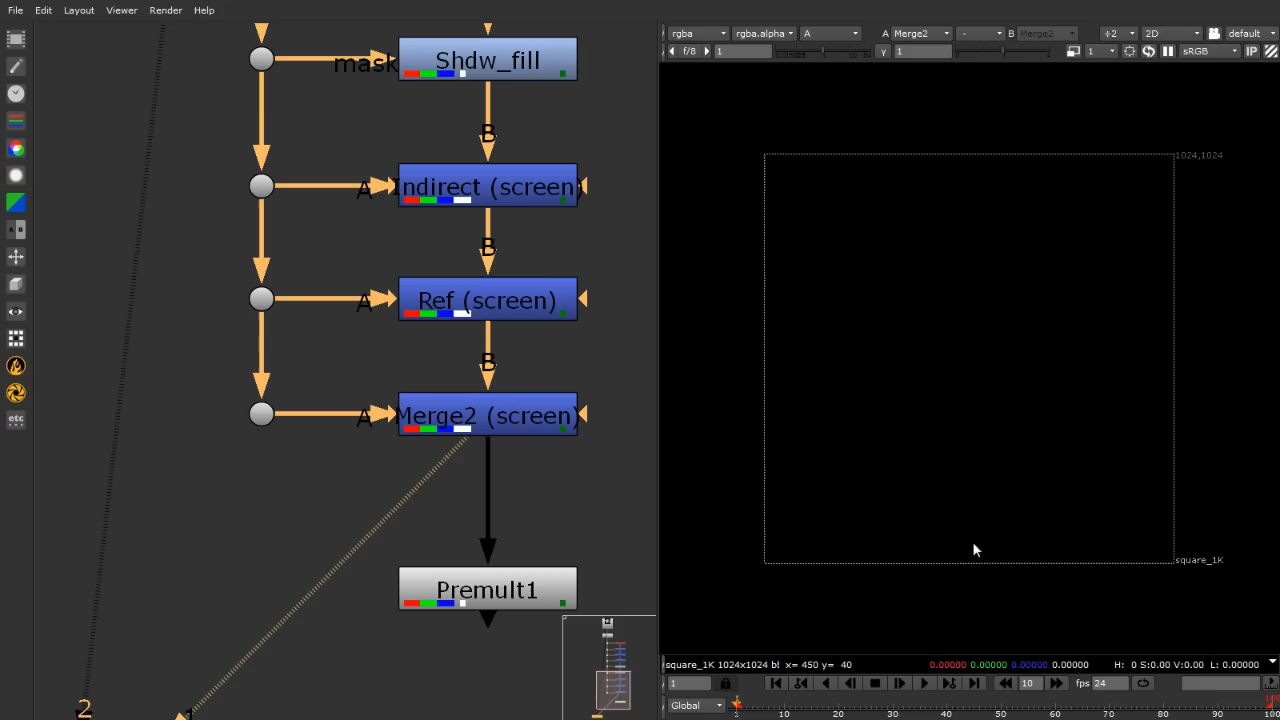 File Edit Layout Viewer Render Help
rgba rgba.alpha A A Merge2 - B Merge2 +2 2D default
f/8 1 γ 1 1 sRGB IP
mask Shdw_fill
B
A Indirect (screen)
B
A Ref (screen)
B
A Merge2 (screen)
Premult1
2
1
etc
1024,1024
square_1K
square_1K 1024x1024 bl x= 450 y= 40 0.00000 0.00000 0.00000 0.00000 H: 0 S:0.00 V:0.00 L: 0.00000
1 10 fps 24
Global 1 10 20 30 40 50 60 70 80 90 100